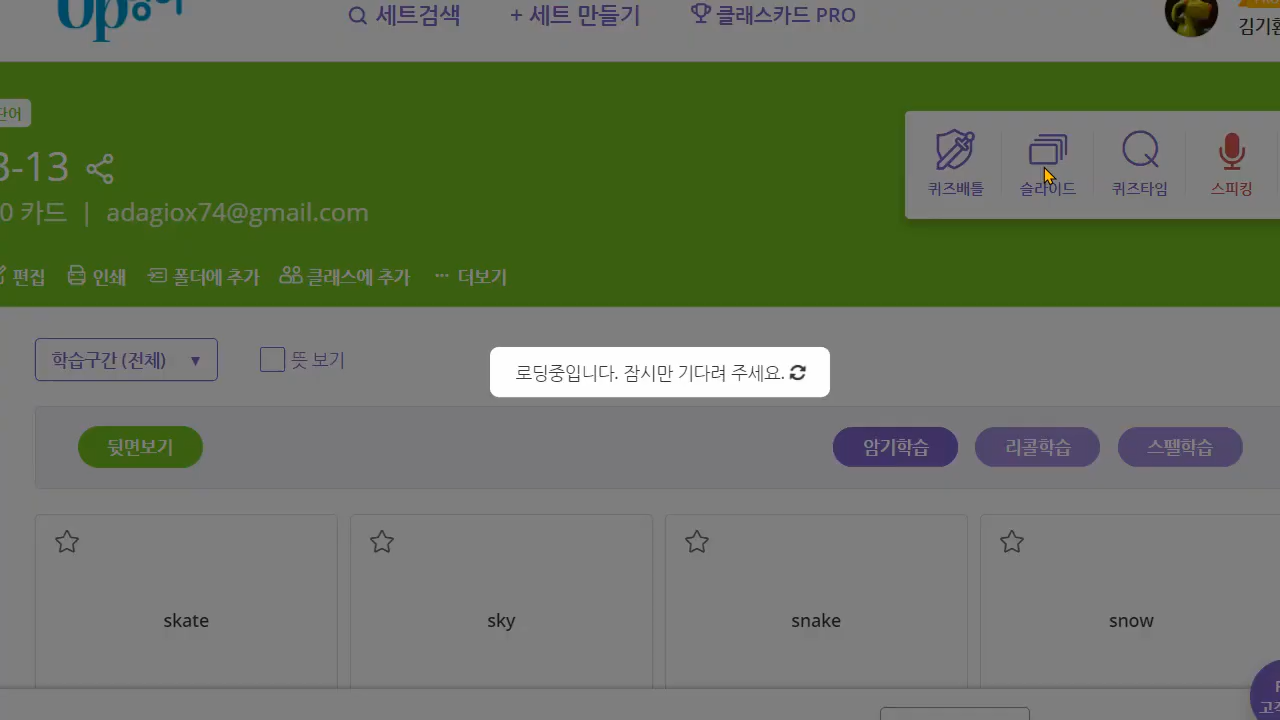 세트검색
+ 세트 만들기
클래스카드 PRO
김기환
단어
3-13
0 카드 | adagiox74@gmail.com
퀴즈배틀
슬라이드
퀴즈타임
스피킹
편집
인쇄
폴더에 추가
클래스에 추가
··· 더보기
학습구간 (전체) ▼
뜻 보기
로딩중입니다. 잠시만 기다려 주세요.
뒷면보기
암기학습
리콜학습
스펠학습
skate
sky
snake
snow